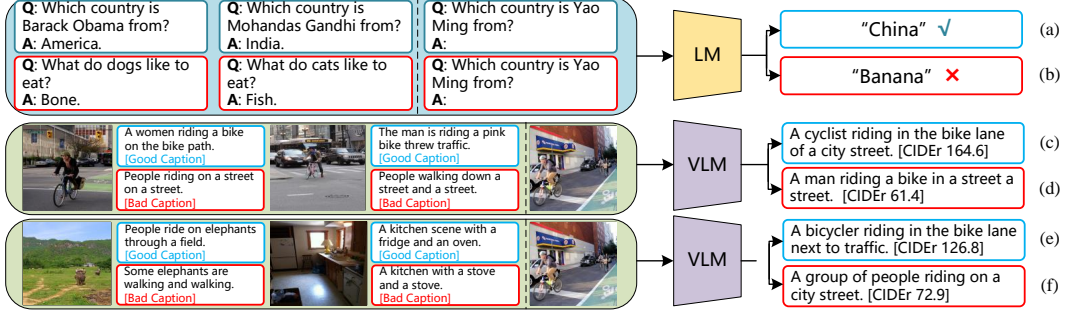 Q: Which country is
Barack Obama from?
A: America.
Q: Which country is
Mohandas Gandhi from?
A: India.
Q: Which country is Yao
Ming from?
A:
Q: What do dogs like to
eat?
A: Bone.
Q: What do cats like to
eat?
A: Fish.
Q: Which country is Yao
Ming from?
A:
LM
“China” √
(a)
“Banana” ×
(b)
A women riding a bike
on the bike path.
[Good Caption]
People riding on a street
on a street.
[Bad Caption]
The man is riding a pink
bike threw traffic.
[Good Caption]
People walking down a
street and a street.
[Bad Caption]
VLM
A cyclist riding in the bike lane
of a city street. [CIDEr 164.6]
(c)
A man riding a bike in a street a
street. [CIDEr 61.4]
(d)
People ride on elephants
through a field.
[Good Caption]
Some elephants are
walking and walking.
[Bad Caption]
A kitchen scene with a
fridge and an oven.
[Good Caption]
A kitchen with a stove
and a stove.
[Bad Caption]
VLM
A bicycler riding in the bike lane
next to traffic. [CIDEr 126.8]
(e)
A group of people riding on a
city street. [CIDEr 72.9]
(f)